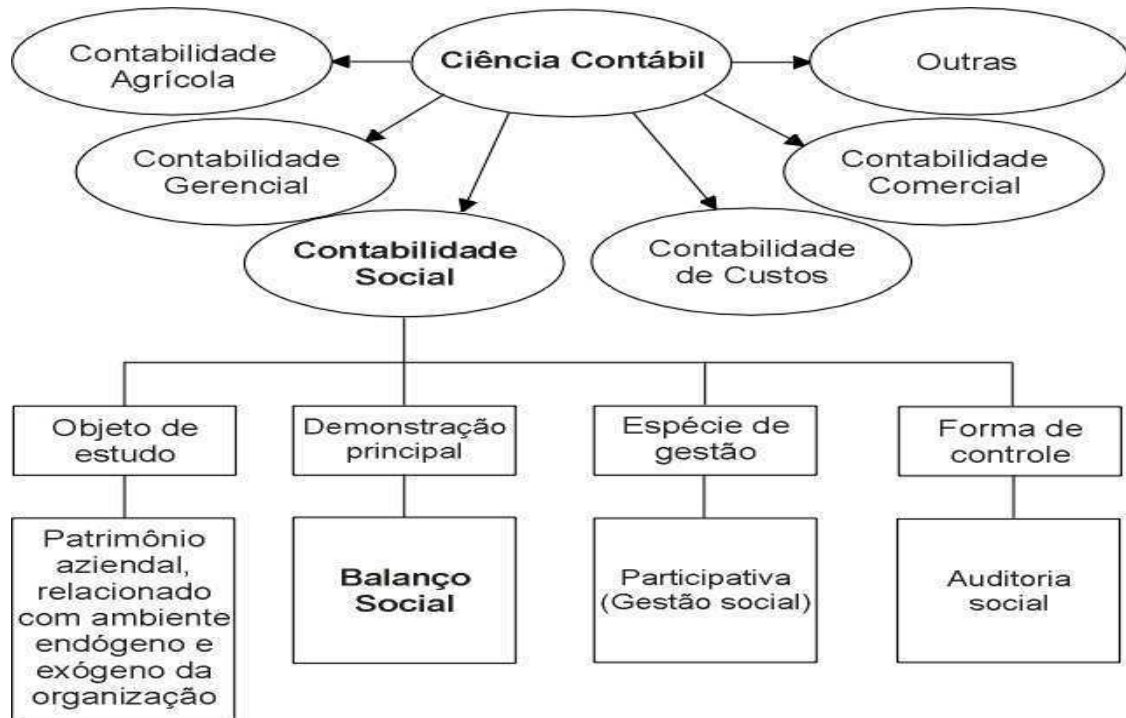 Contabilidade
Agrícola
Ciência Contábil
Outras
Contabilidade
Gerencial
Contabilidade
Comercial
Contabilidade
Social
Contabilidade
de Custos
Objeto de
estudo
Demonstração
principal
Espécie de
gestão
Forma de
controle
Patrimônio
aziendal,
relacionado
com ambiente
endógeno e
exógeno da
organização
Balanço
Social
Participativa
(Gestão social)
Auditoria
social